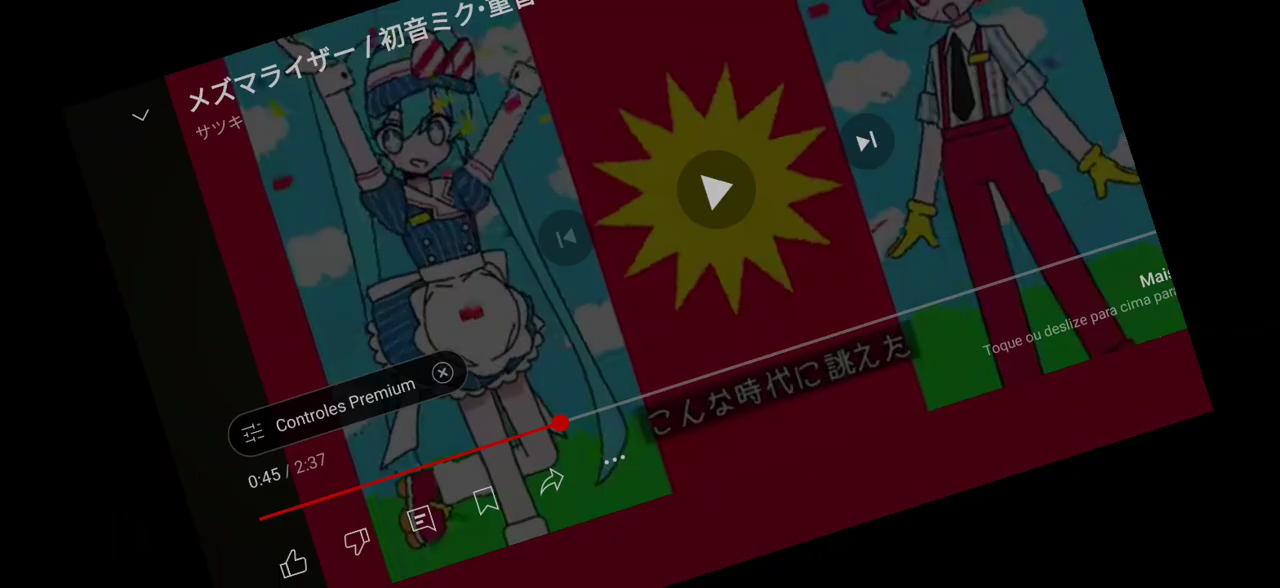 メズマライザー / 初音ミク・重音
サツキ
こんな時代に誂えた
Mais
Toque ou deslize para cima para
Controles Premium
0:45 / 2:37